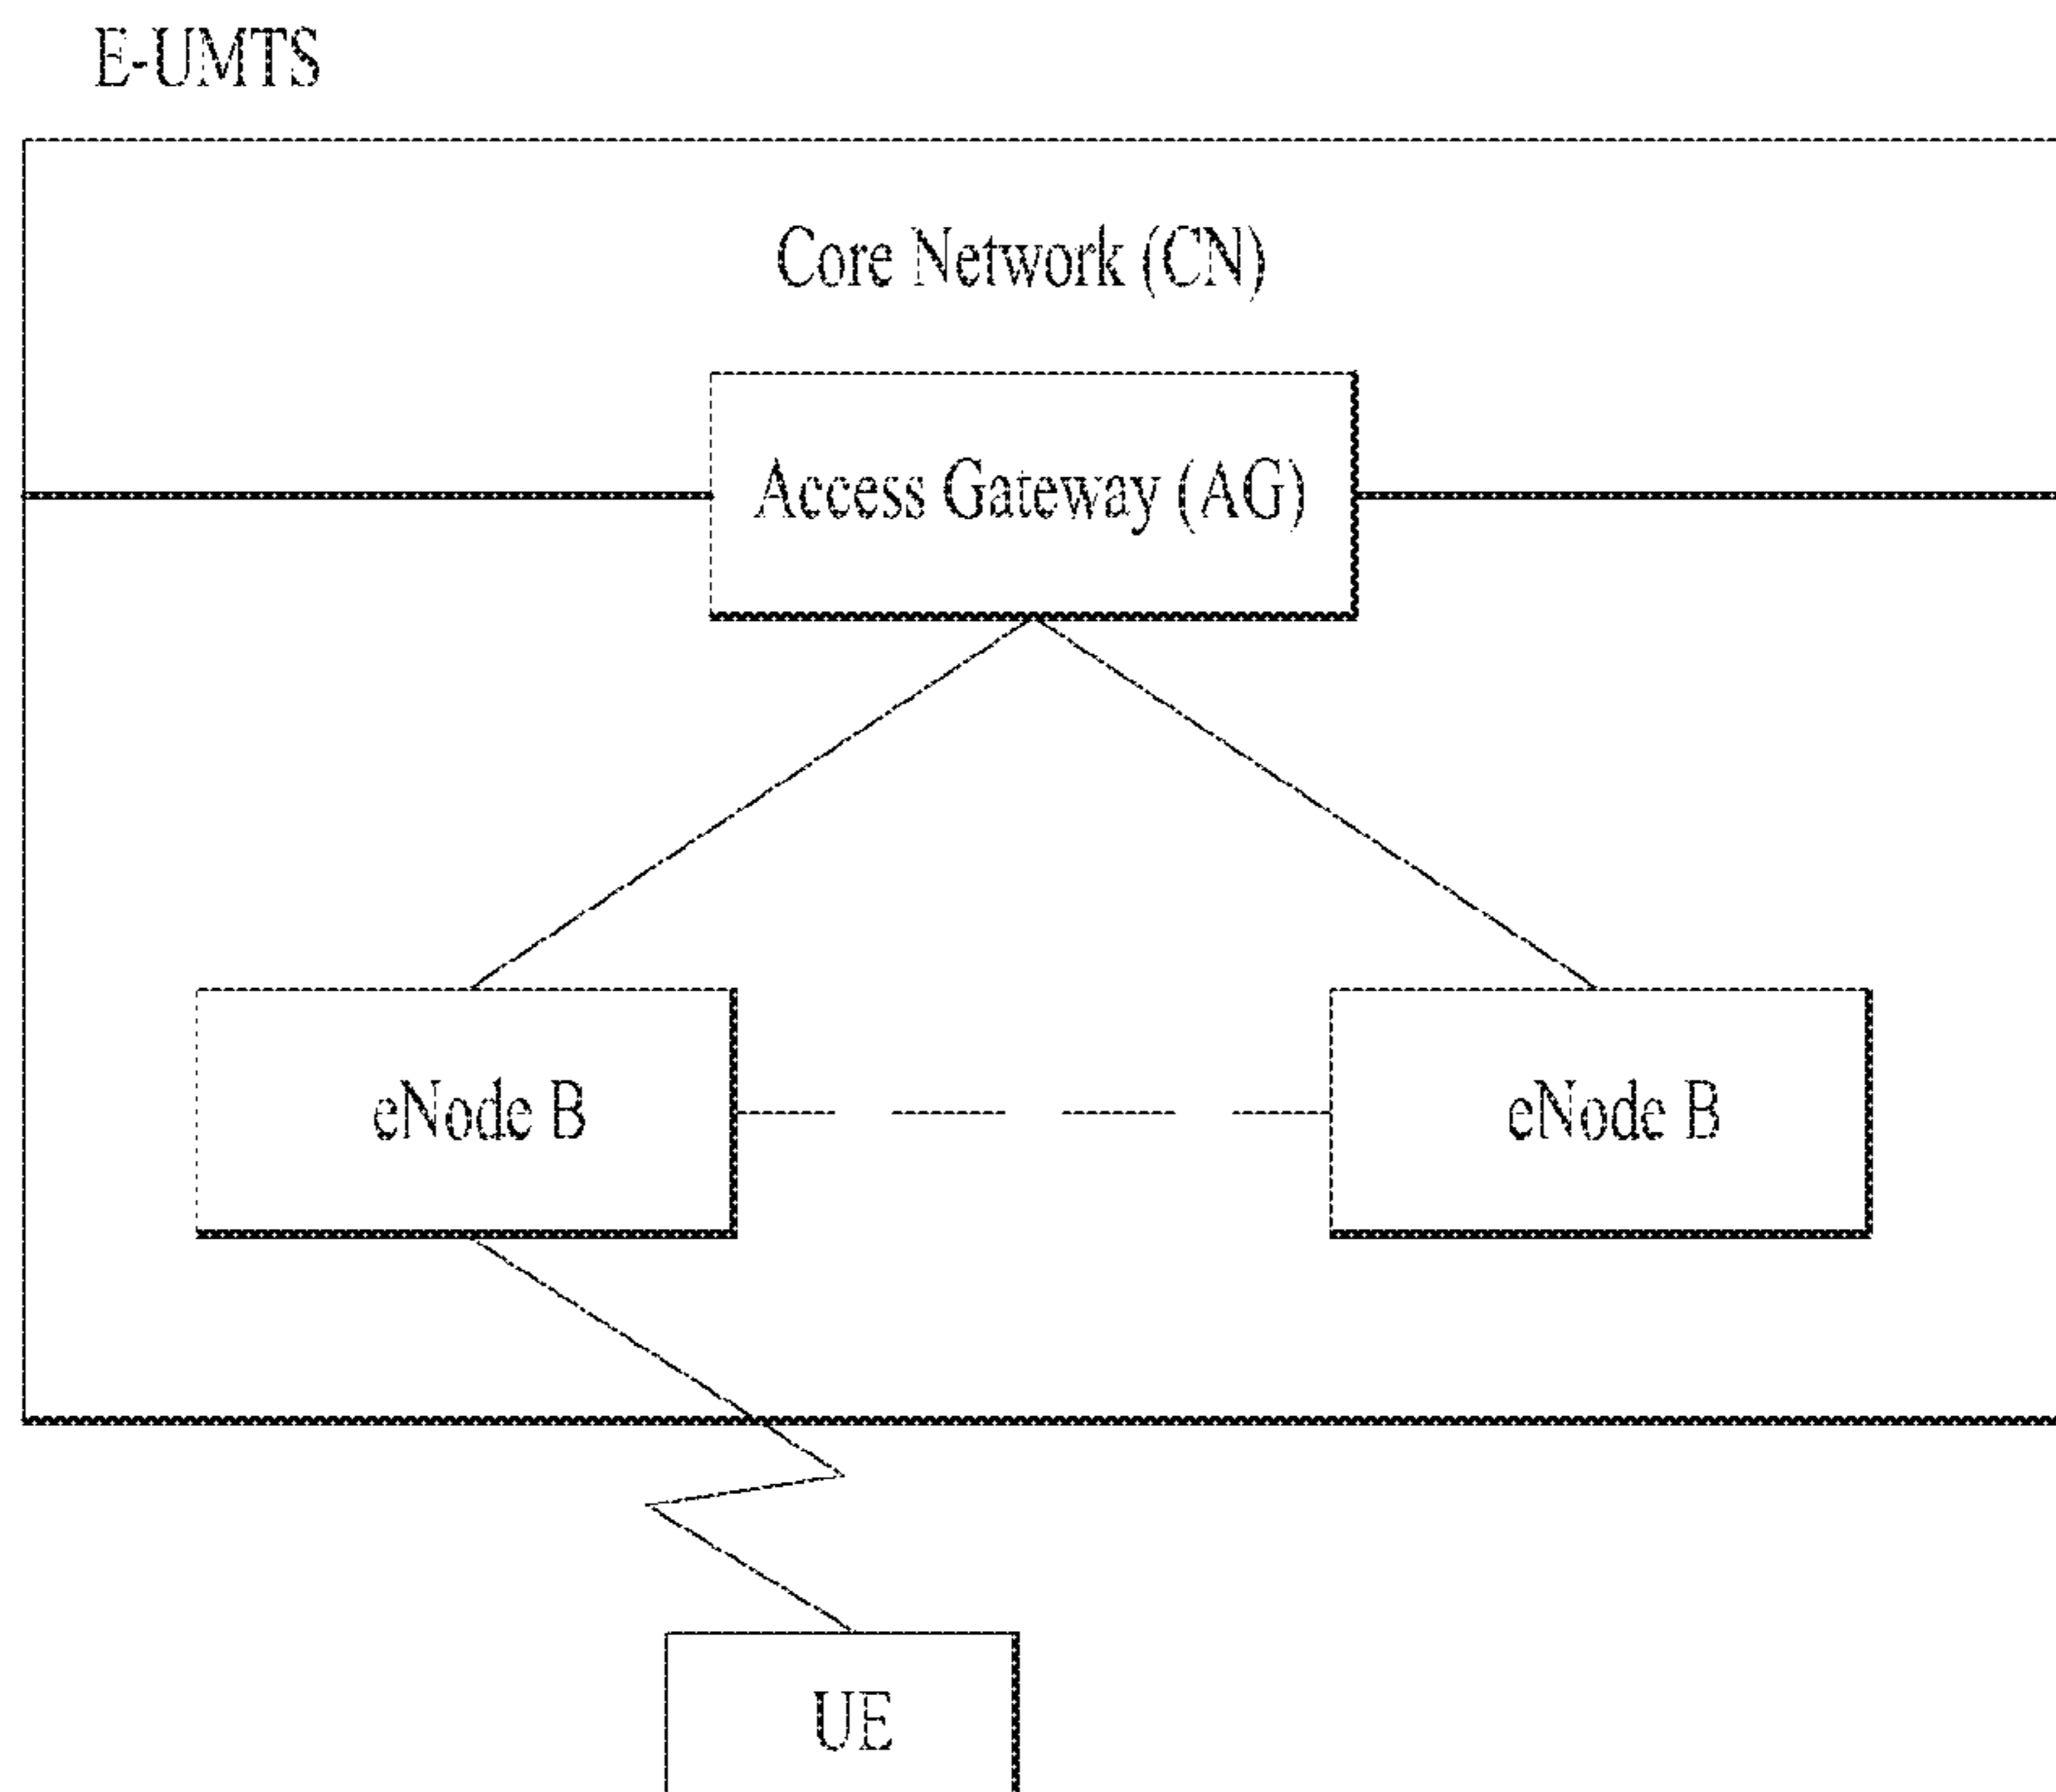 E-UMTS
Core Network (CN)
Access Gateway (AG)
eNode B
eNode B
UE